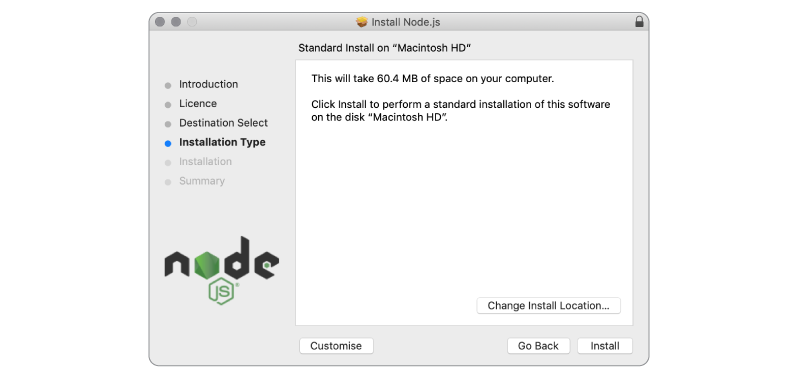 Install Node.js
Standard Install on “Macintosh HD”
Introduction
Licence
Destination Select
Installation Type
Installation
Summary
This will take 60.4 MB of space on your computer.
Click Install to perform a standard installation of this software
on the disk “Macintosh HD”.
node
JS®
Change Install Location...
Customise
Go Back
Install